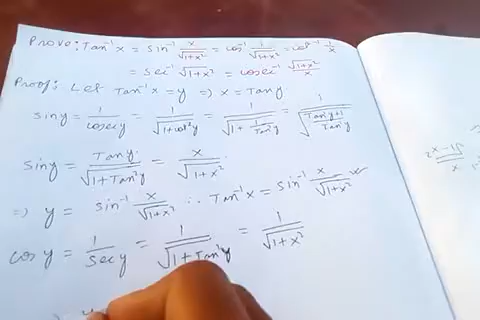 Prove: Tan⁻¹x = sin⁻¹ x/√(1+x²) = cos⁻¹ 1/√(1+x²) = cot⁻¹ 1/x
= sec⁻¹ √(1+x²) = cosec⁻¹ √(1+x²)/x
Proof: Let Tan⁻¹x = y ⇒ x = Tany
siny = 1/cosecy = 1/√(1+cot²y) = 1/√(1+1/Tan²y) = 1/√((Tan²y+1)/Tan²y)
siny = Tany/√(1+Tan²y) = x/√(1+x²).
⇒ y = sin⁻¹ x/√(1+x²) ∴ Tan⁻¹x = sin⁻¹ x/√(1+x²)
cosy = 1/secy = 1/√(1+Tan²y) = 1/√(1+x²)